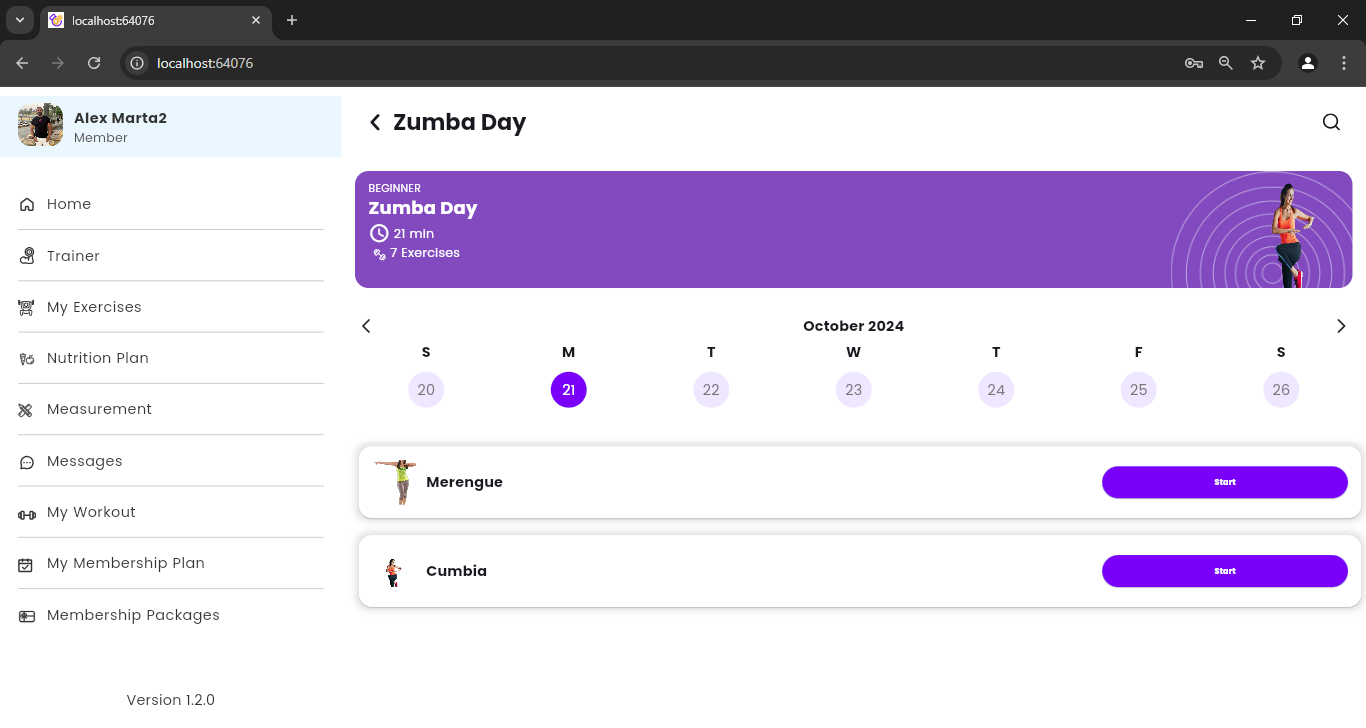 localhost:64076
localhost:64076
Alex Marta2
Member
Home
Trainer
My Exercises
Nutrition Plan
Measurement
Messages
My Workout
My Membership Plan
Membership Packages
Version 1.2.0
Zumba Day
BEGINNER
Zumba Day
21 min
7 Exercises
October 2024
S M T W T F S
20 21 22 23 24 25 26
Merengue Start
Cumbia Start